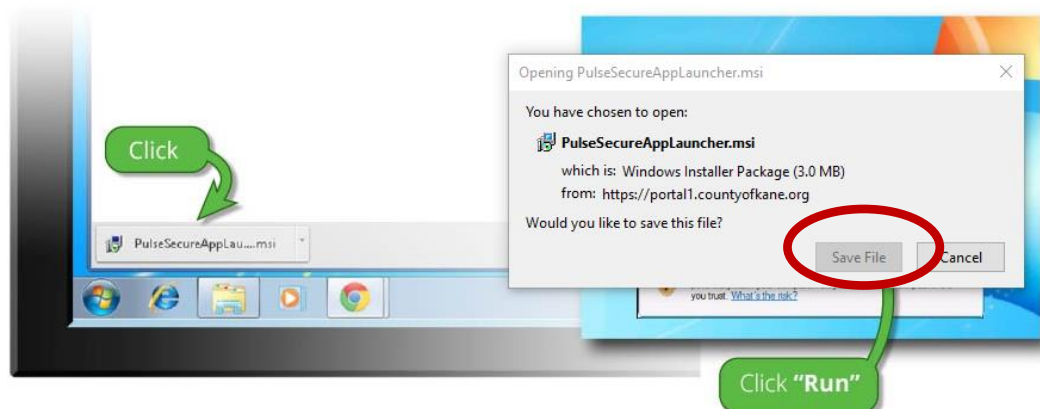 Click
PulseSecureAppLau....msi
Opening PulseSecureAppLauncher.msi
You have chosen to open:
PulseSecureAppLauncher.msi
which is: Windows Installer Package (3.0 MB)
from: https://portal1.countyofkane.org
Would you like to save this file?
Save File
Cancel
you trust. What's the risk?
Click "Run"